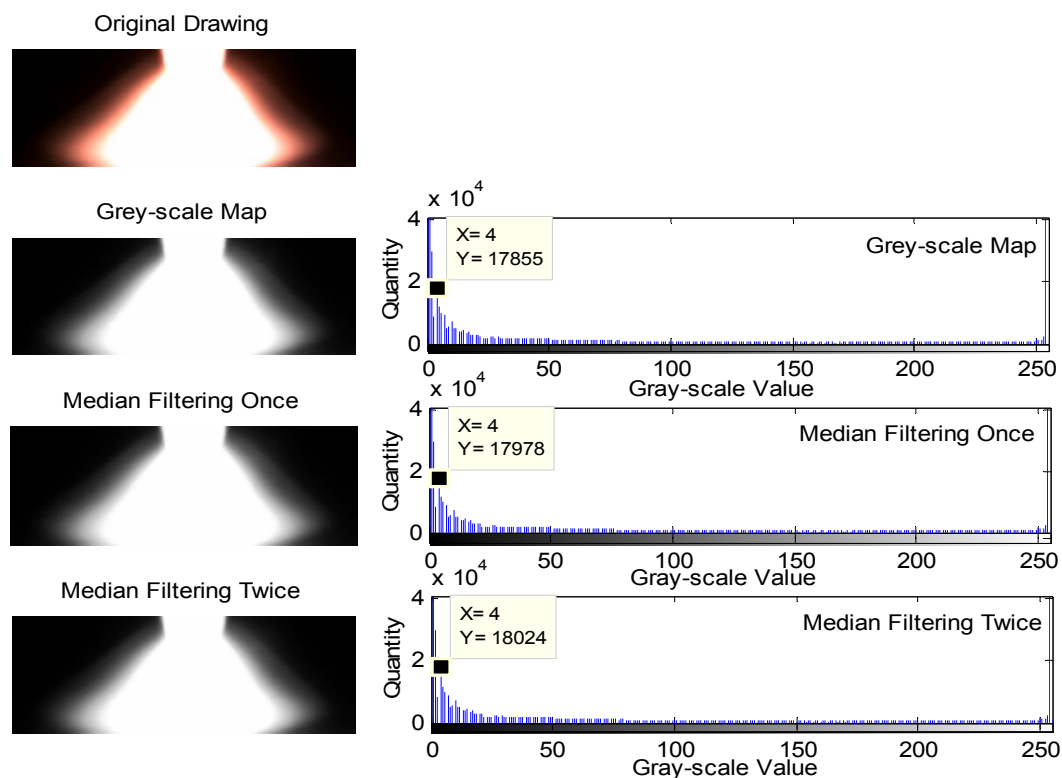 Original Drawing
Grey-scale Map
x 10^4
4
2
0
Quantity
X= 4
Y= 17855
Grey-scale Map
0 50 100 150 200 250
Gray-scale Value
Median Filtering Once
x 10^4
4
2
0
Quantity
X= 4
Y= 17978
Median Filtering Once
0 50 100 150 200 250
Gray-scale Value
Median Filtering Twice
x 10^4
4
2
0
Quantity
X= 4
Y= 18024
Median Filtering Twice
0 50 100 150 200 250
Gray-scale Value